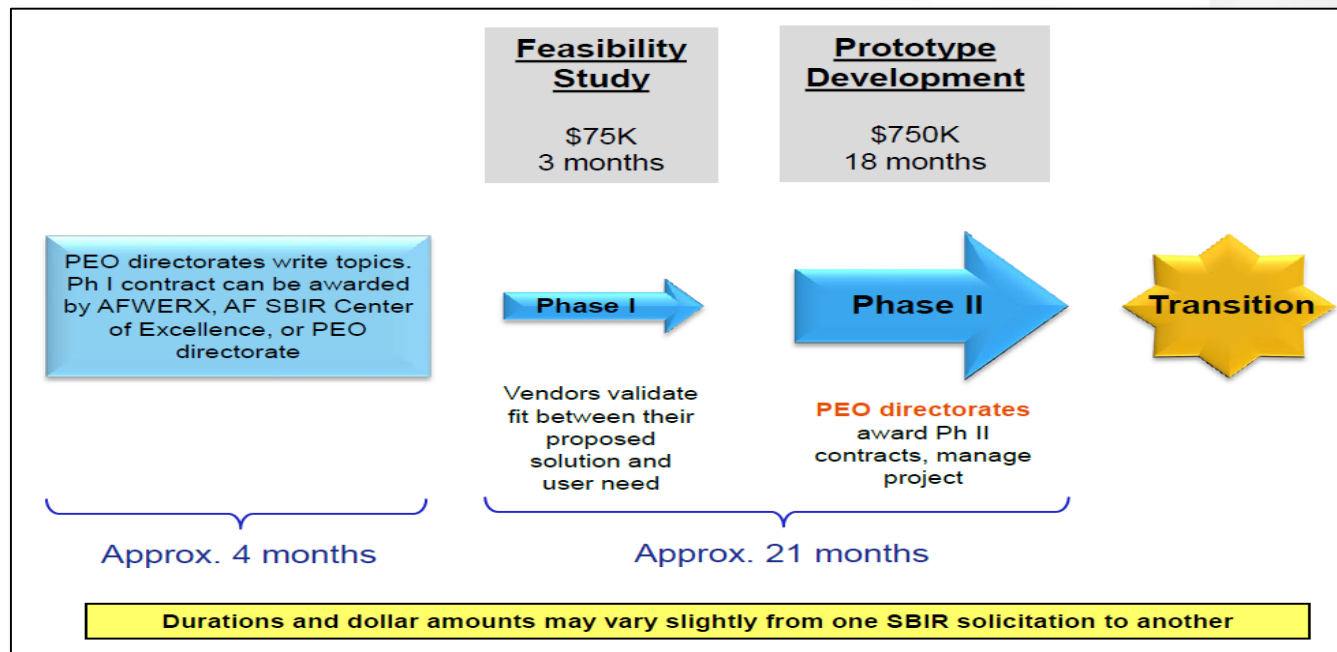 Feasibility
Study
$75K
3 months
Prototype
Development
$750K
18 months
PEO directorates write topics.
Ph I contract can be awarded
by AFWERX, AF SBIR Center
of Excellence, or PEO
directorate
Phase I
Phase II
Transition
Vendors validate
fit between their
proposed
solution and
user need
PEO directorates
award Ph II
contracts, manage
project
Approx. 4 months
Approx. 21 months
Durations and dollar amounts may vary slightly from one SBIR solicitation to another